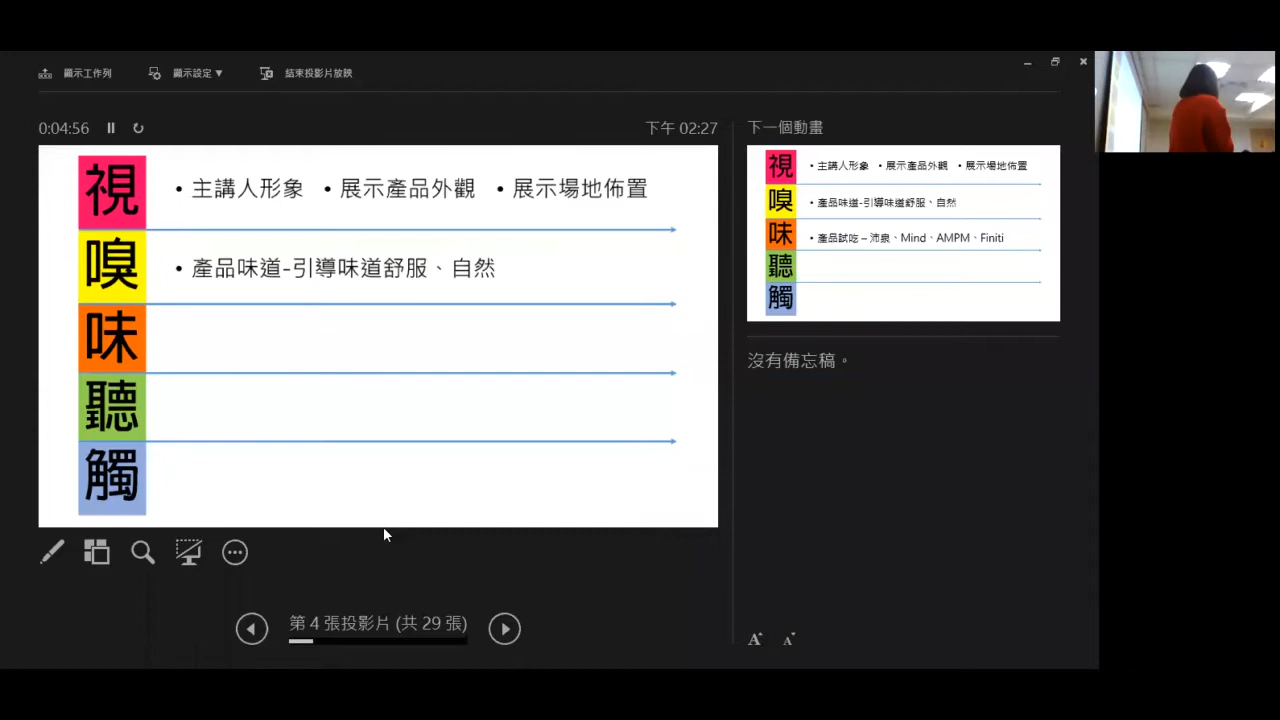 顯示工作列 顯示設定▼ 結束投影片放映
0:04:56 下午 02:27
視 •主講人形象 •展示產品外觀 •展示場地佈置
嗅 •產品味道-引導味道舒服、自然
味
聽
觸
第 4 張投影片 (共 29 張)
下一個動畫
視 •主講人形象 •展示產品外觀 •展示場地佈置
嗅 •產品味道-引導味道舒服、自然
味 •產品試吃 – 沛泉、Mind、AMPM、Finiti
聽
觸
沒有備忘稿。
A A